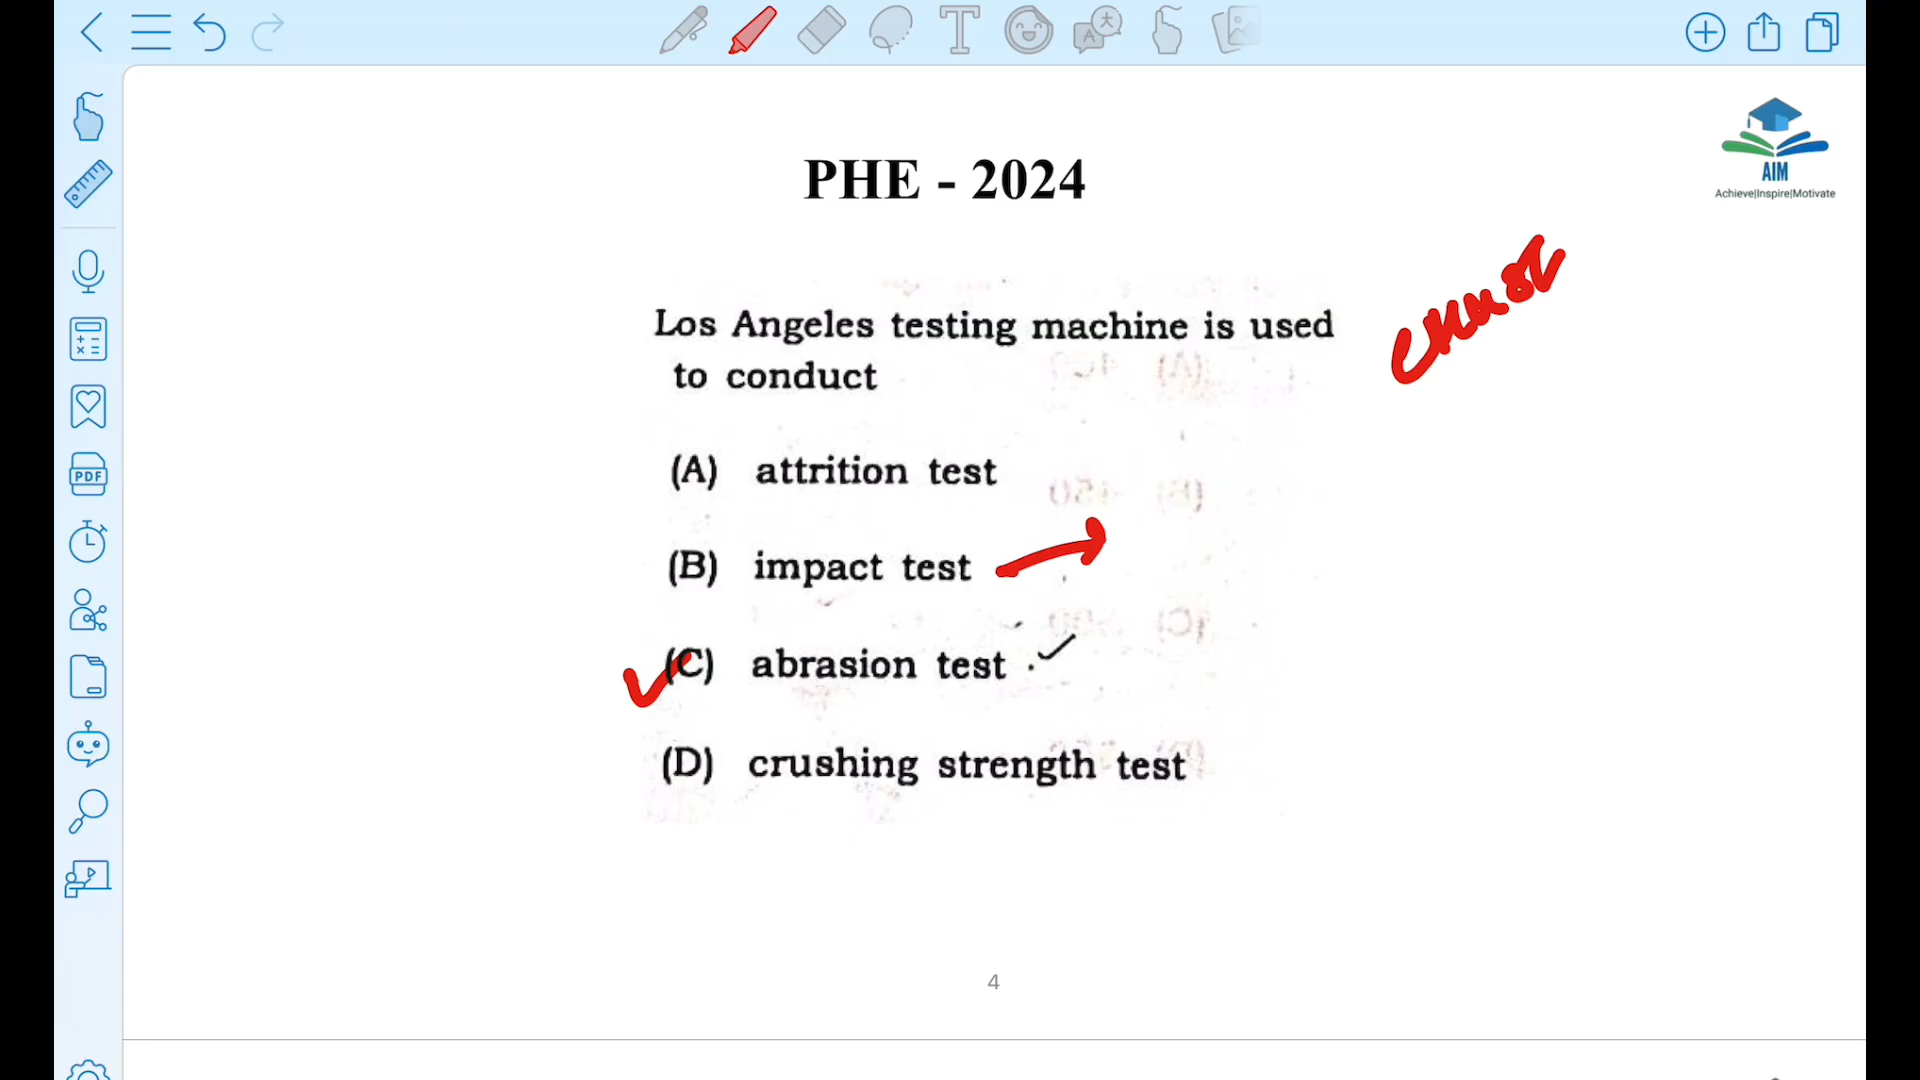 PHE - 2024
AIM
Achieve|Inspire|Motivate
Los Angeles testing machine is used
to conduct
(A) attrition test
(B) impact test
(C) abrasion test
(D) crushing strength test
4
PDF